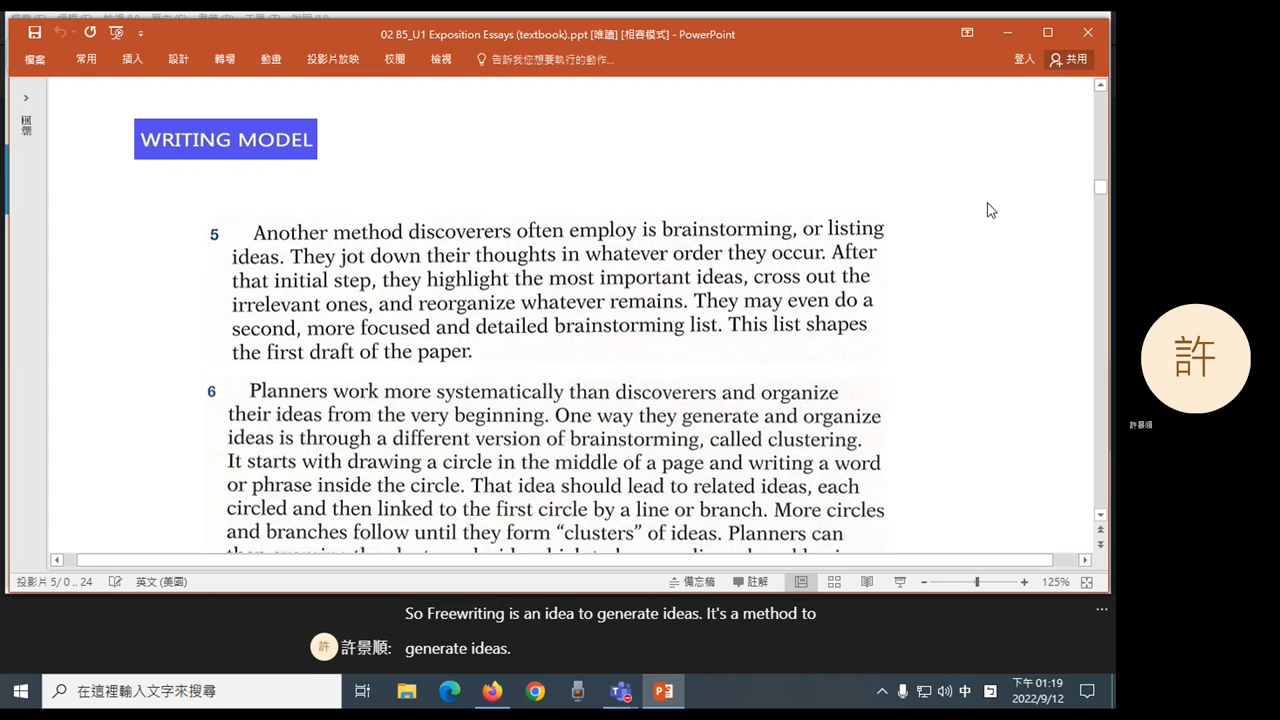 02 B5_U1 Exposition Essays (textbook).ppt [唯讀] [相容模式] - PowerPoint
檔案 常用 插入 設計 轉場 動畫 投影片放映 校閱 檢視 告訴我您想要執行的動作... 登入 共用
WRITING MODEL
5 Another method discoverers often employ is brainstorming, or listing
ideas. They jot down their thoughts in whatever order they occur. After
that initial step, they highlight the most important ideas, cross out the
irrelevant ones, and reorganize whatever remains. They may even do a
second, more focused and detailed brainstorming list. This list shapes
the first draft of the paper.
6 Planners work more systematically than discoverers and organize
their ideas from the very beginning. One way they generate and organize
ideas is through a different version of brainstorming, called clustering.
It starts with drawing a circle in the middle of a page and writing a word
or phrase inside the circle. That idea should lead to related ideas, each
circled and then linked to the first circle by a line or branch. More circles
and branches follow until they form “clusters” of ideas. Planners can
許
許景順
投影片 5/0 .. 24 英文 (美國) 備忘稿 註解 125%
So Freewriting is an idea to generate ideas. It's a method to
許 許景順: generate ideas.
在這裡輸入文字來搜尋
中
下午 01:19
2022/9/12